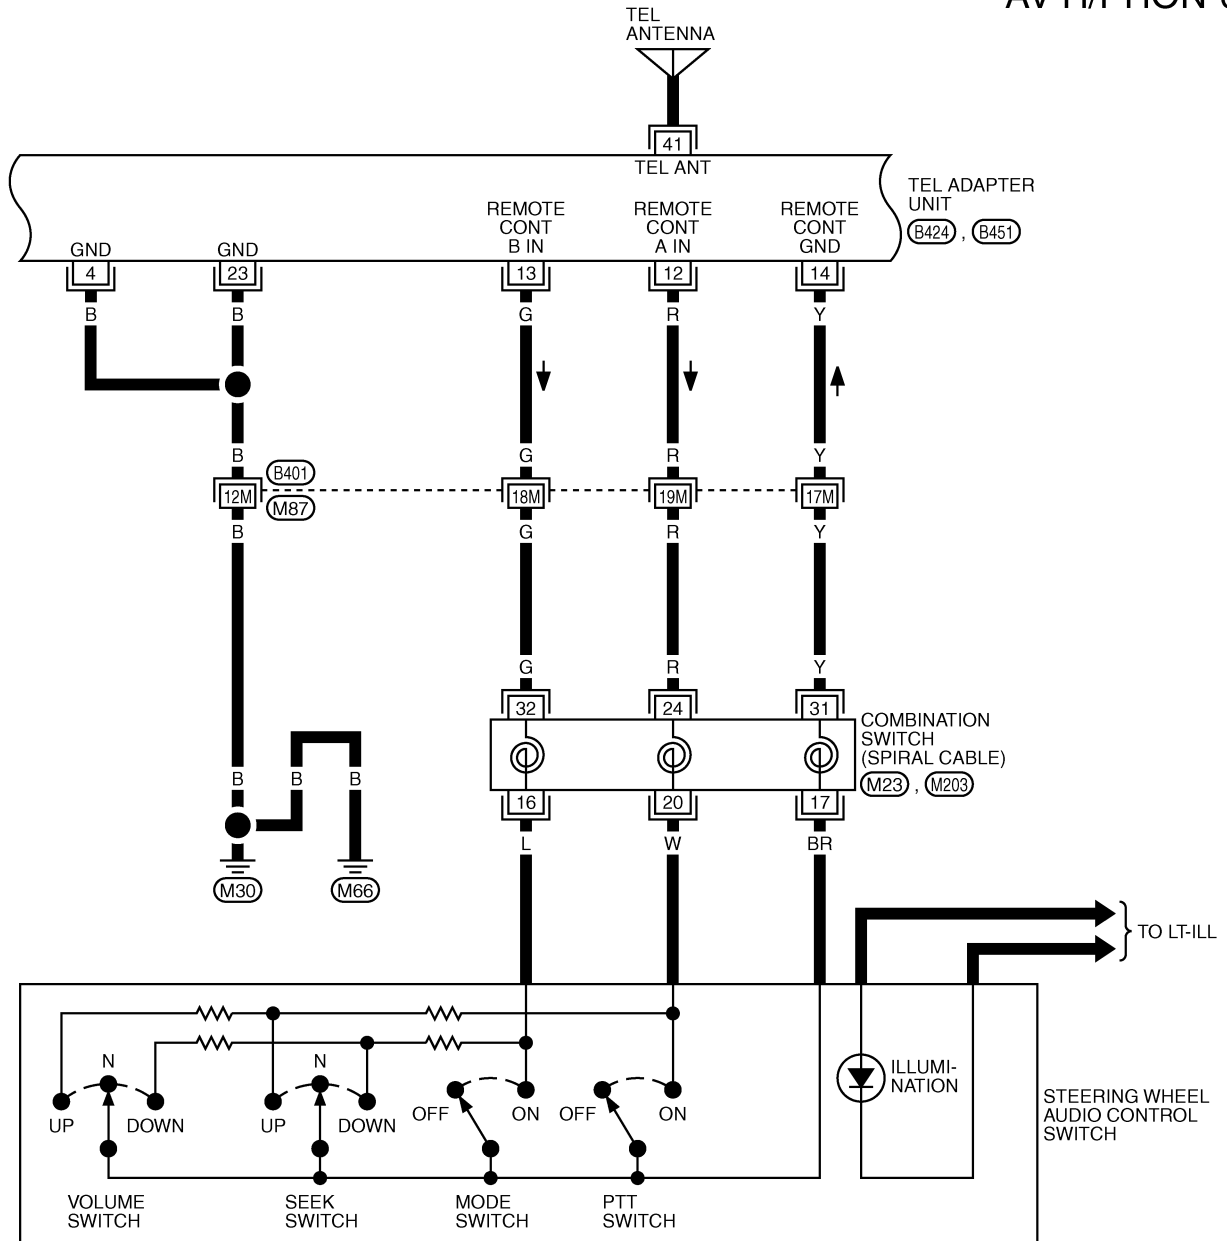 TEL
ANTENNA
41
TEL ANT
TEL ADAPTER
UNIT
B424 , B451
REMOTE
CONT
B IN
REMOTE
CONT
A IN
REMOTE
CONT
GND
GND
GND
4
23
13
12
14
B
B
G
R
Y
B
G
R
Y
B401
12M
18M
19M
17M
M87
B
G
R
Y
G
R
Y
32
24
31
COMBINATION
SWITCH
(SPIRAL CABLE)
M23 , M203
B
B
B
16
20
17
L
W
BR
M30
M66
TO LT-ILL
N
N
UP
DOWN
UP
DOWN
OFF
ON
OFF
ON
ILLUMI-
NATION
STEERING WHEEL
AUDIO CONTROL
SWITCH
VOLUME
SWITCH
SEEK
SWITCH
MODE
SWITCH
PTT
SWITCH